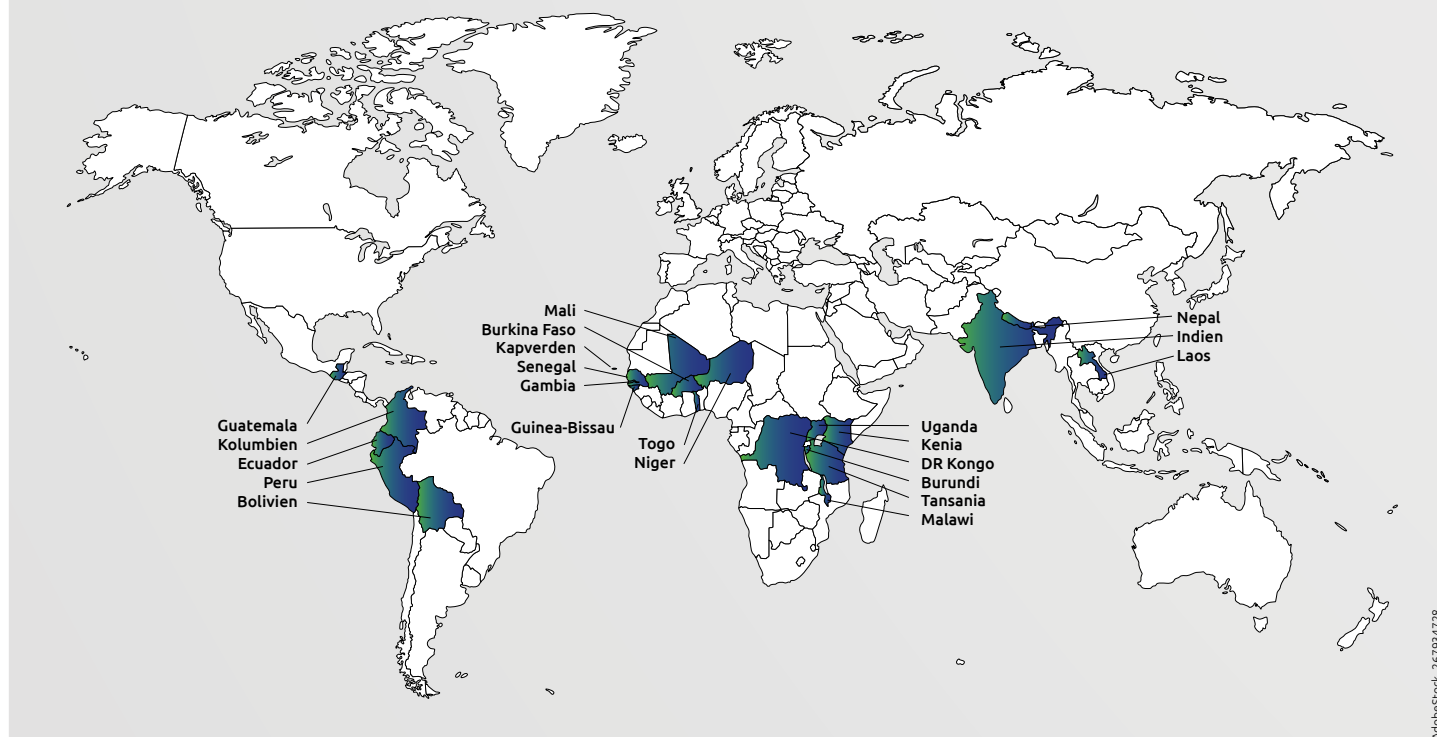 Mali
Burkina Faso
Kapverden
Senegal
Gambia
Guinea-Bissau
Togo
Niger
Guatemala
Kolumbien
Ecuador
Peru
Bolivien
Uganda
Kenia
DR Kongo
Burundi
Tansania
Malawi
Nepal
Indien
Laos